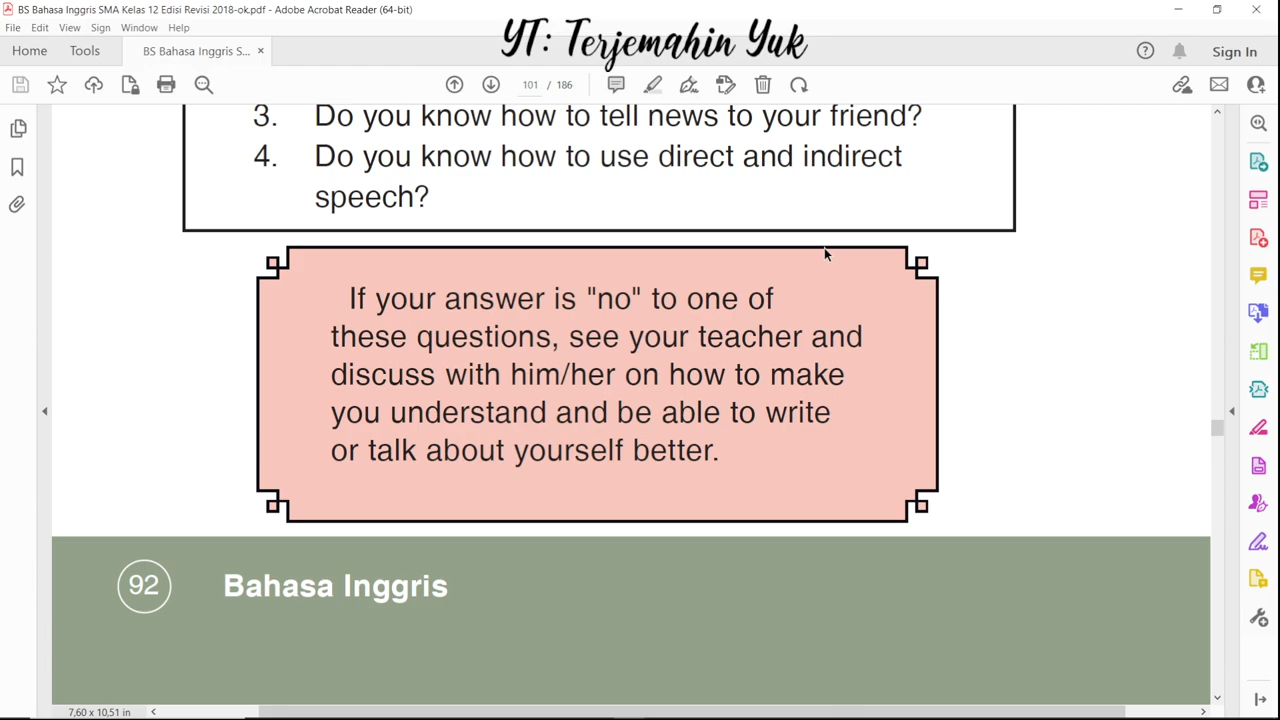 BS Bahasa Inggris SMA Kelas 12 Edisi Revisi 2018-ok.pdf - Adobe Acrobat Reader (64-bit)
File Edit View Sign Window Help
YT: Terjemahin Yuk
Home Tools BS Bahasa Inggris S... × Sign In
101 / 186
3. Do you know how to tell news to your friend?
4. Do you know how to use direct and indirect
speech?
If your answer is "no" to one of
these questions, see your teacher and
discuss with him/her on how to make
you understand and be able to write
or talk about yourself better.
92 Bahasa Inggris
7,60 x 10,51 in